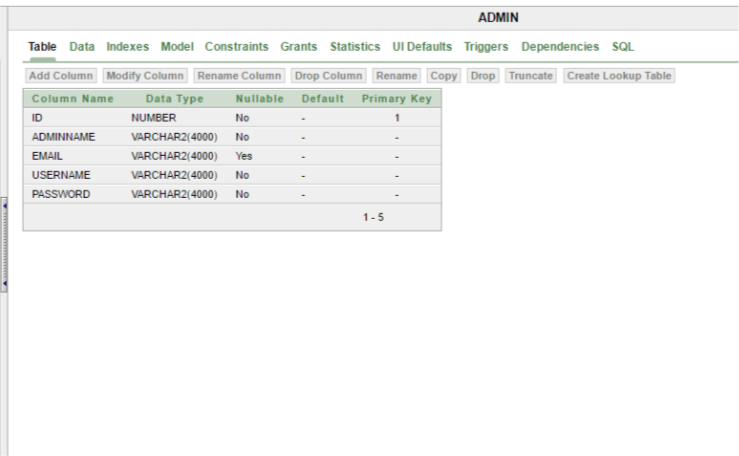 ADMIN
Table Data Indexes Model Constraints Grants Statistics UI Defaults Triggers Dependencies SQL
Add Column Modify Column Rename Column Drop Column Rename Copy Drop Truncate Create Lookup Table
Column Name Data Type Nullable Default Primary Key
ID NUMBER No - 1
ADMINNAME VARCHAR2(4000) No - -
EMAIL VARCHAR2(4000) Yes - -
USERNAME VARCHAR2(4000) No - -
PASSWORD VARCHAR2(4000) No - -
1 - 5